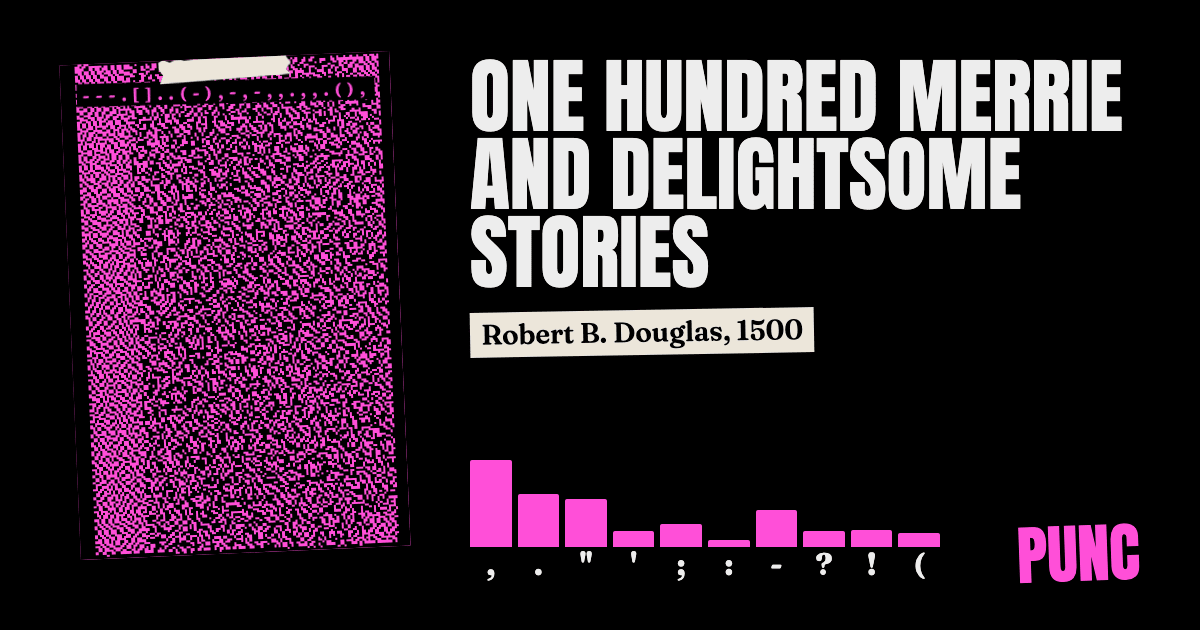 ---.[]..(-),-,-,,.,,.(),
ONE HUNDRED MERRIE
AND DELIGHTSOME
STORIES
Robert B. Douglas, 1500
, . " ' ; : - ? ! (
PUNC